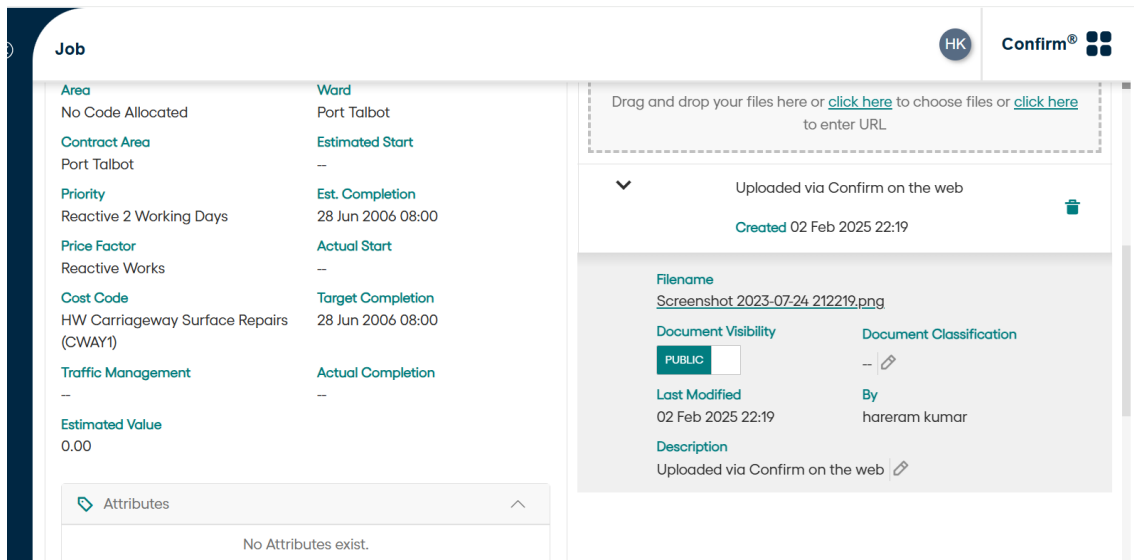 Job
HK
Confirm®
Area
No Code Allocated
Ward
Port Talbot
Contract Area
Port Talbot
Estimated Start
--
Priority
Reactive 2 Working Days
Est. Completion
28 Jun 2006 08:00
Price Factor
Reactive Works
Actual Start
--
Cost Code
HW Carriageway Surface Repairs
(CWAY1)
Target Completion
28 Jun 2006 08:00
Traffic Management
--
Actual Completion
--
Estimated Value
0.00
Attributes
No Attributes exist.
Drag and drop your files here or click here to choose files or click here
to enter URL
Uploaded via Confirm on the web
Created 02 Feb 2025 22:19
Filename
Screenshot 2023-07-24 212219.png
Document Visibility
PUBLIC
Document Classification
--
Last Modified
02 Feb 2025 22:19
By
hareram kumar
Description
Uploaded via Confirm on the web